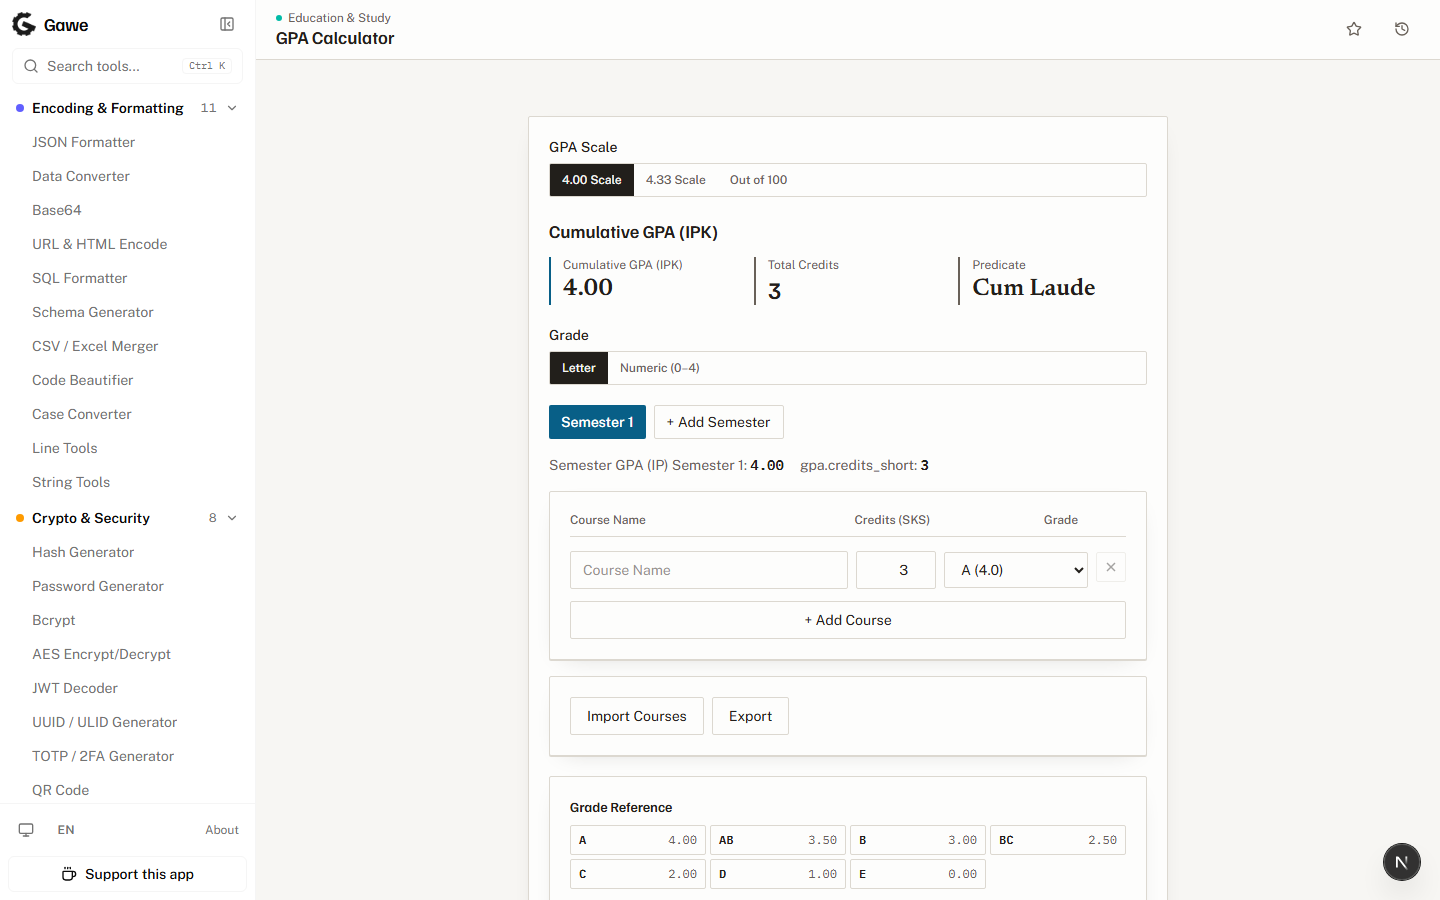 Gawe
Search tools... Ctrl K
Encoding & Formatting 11
JSON Formatter
Data Converter
Base64
URL & HTML Encode
SQL Formatter
Schema Generator
CSV / Excel Merger
Code Beautifier
Case Converter
Line Tools
String Tools
Crypto & Security 8
Hash Generator
Password Generator
Bcrypt
AES Encrypt/Decrypt
JWT Decoder
UUID / ULID Generator
TOTP / 2FA Generator
QR Code
EN About
Support this app
Education & Study
GPA Calculator
GPA Scale
4.00 Scale 4.33 Scale Out of 100
Cumulative GPA (IPK)
Cumulative GPA (IPK) Total Credits Predicate
4.00 3 Cum Laude
Grade
Letter Numeric (0–4)
Semester 1 + Add Semester
Semester GPA (IP) Semester 1: 4.00 gpa.credits_short: 3
Course Name Credits (SKS) Grade
Course Name 3 A (4.0)
+ Add Course
Import Courses Export
Grade Reference
A 4.00 AB 3.50 B 3.00 BC 2.50
C 2.00 D 1.00 E 0.00
N